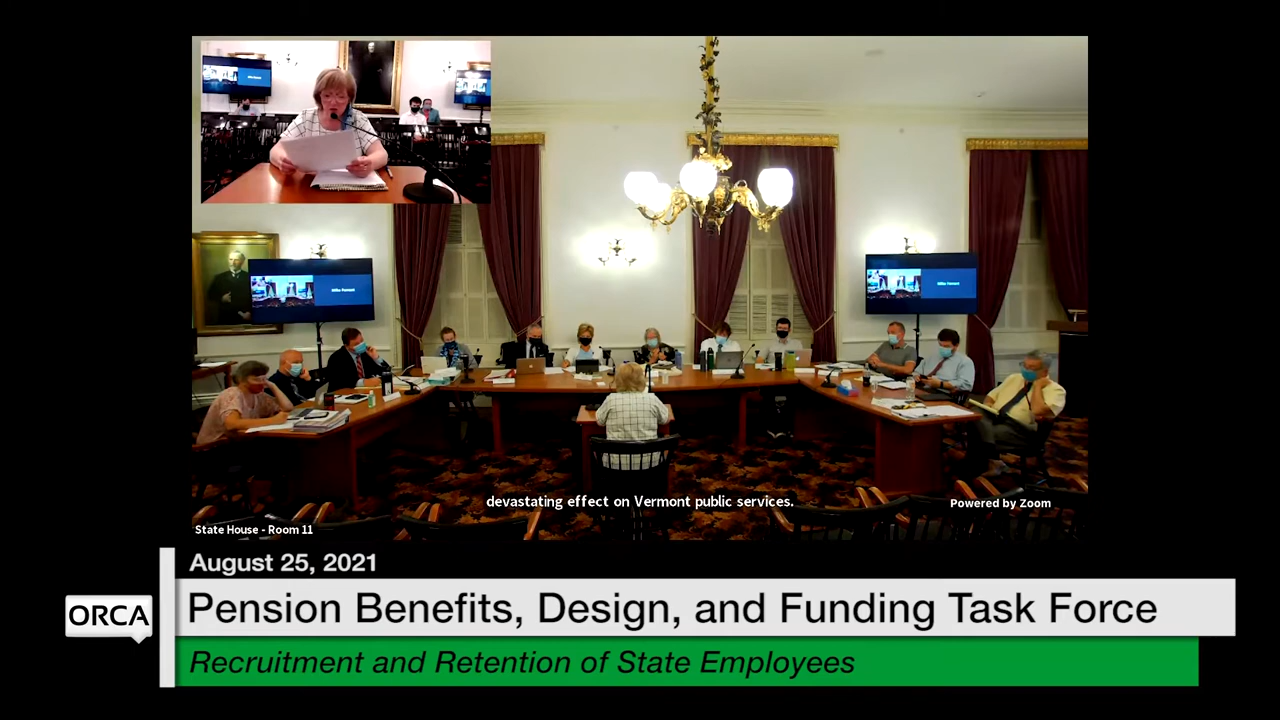 devastating effect on Vermont public services.
Powered by Zoom
State House - Room 11
August 25, 2021
ORCA
Pension Benefits, Design, and Funding Task Force
Recruitment and Retention of State Employees